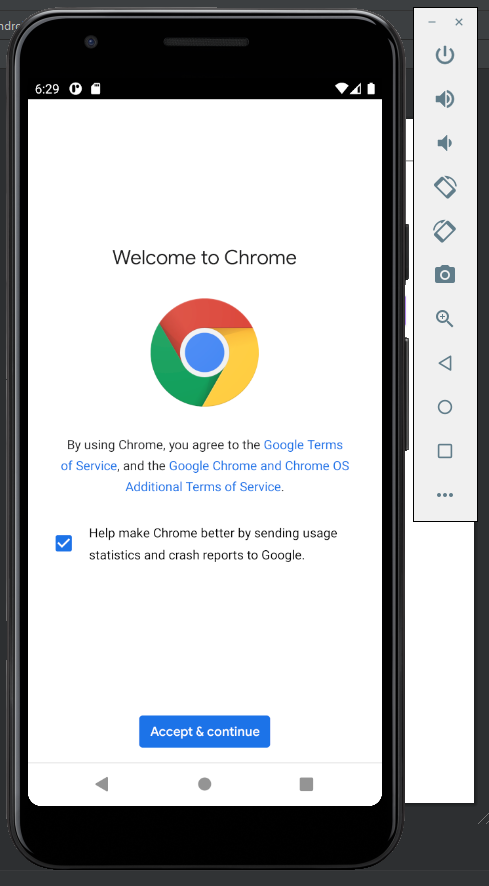 ndro
6:29
Welcome to Chrome
By using Chrome, you agree to the Google Terms
of Service, and the Google Chrome and Chrome OS
Additional Terms of Service.
Help make Chrome better by sending usage
statistics and crash reports to Google.
Accept & continue